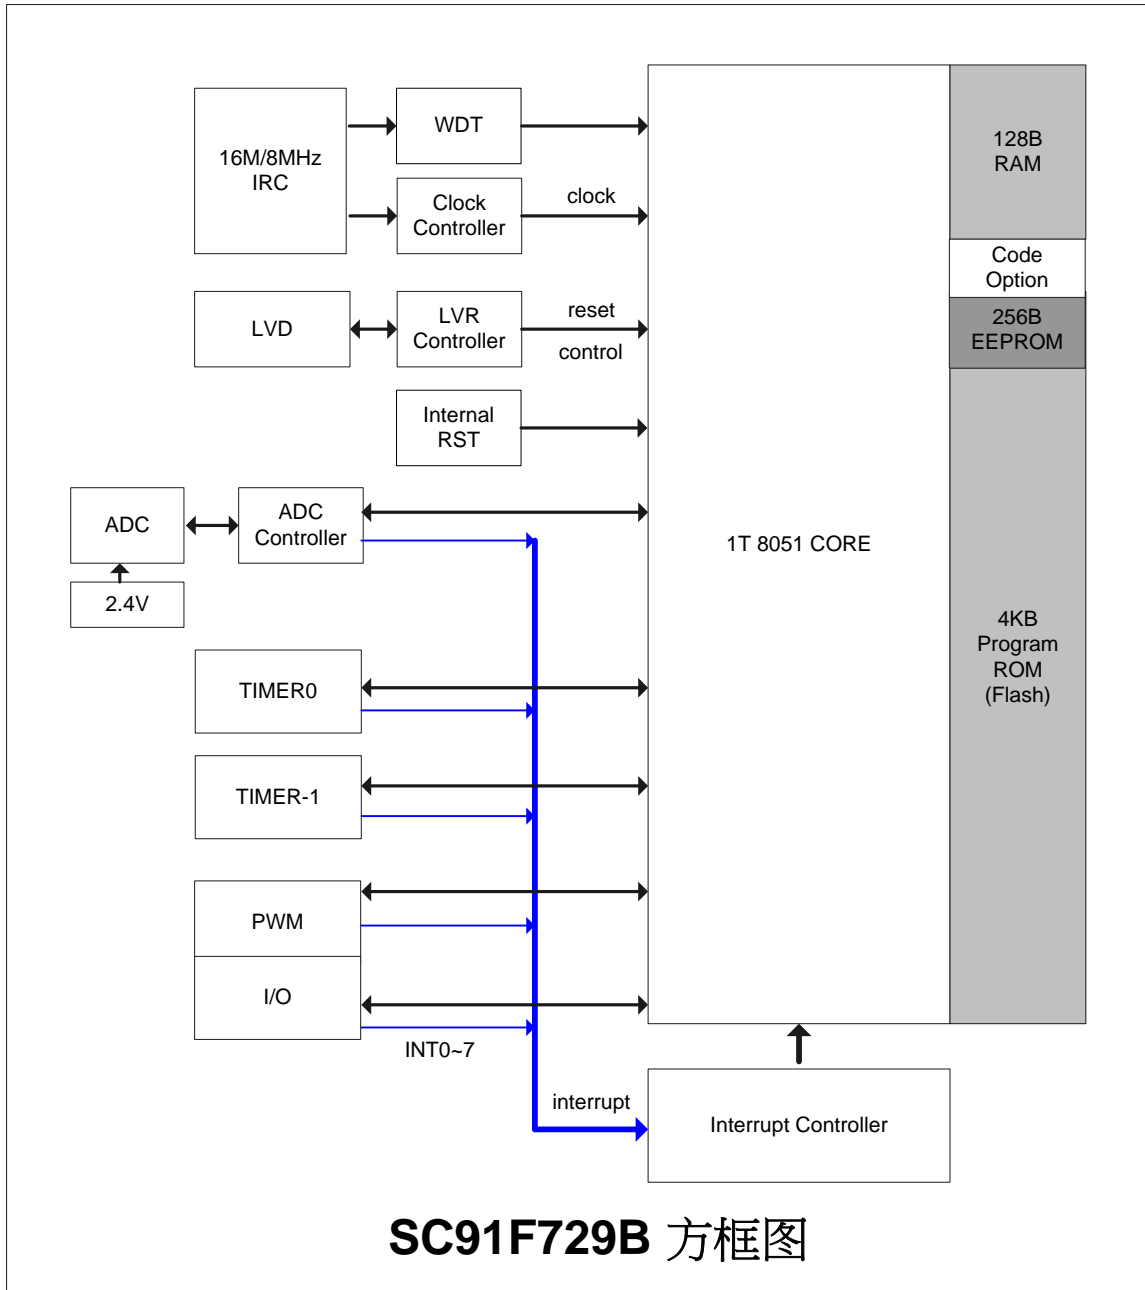 16M/8MHz
IRC
WDT
Clock
Controller
clock
LVD
LVR
Controller
reset
control
Internal
RST
ADC
ADC
Controller
2.4V
TIMER0
TIMER-1
PWM
I/O
INT0~7
interrupt
1T 8051 CORE
128B
RAM
Code
Option
256B
EEPROM
4KB
Program
ROM
(Flash)
Interrupt Controller
SC91F729B 方框图